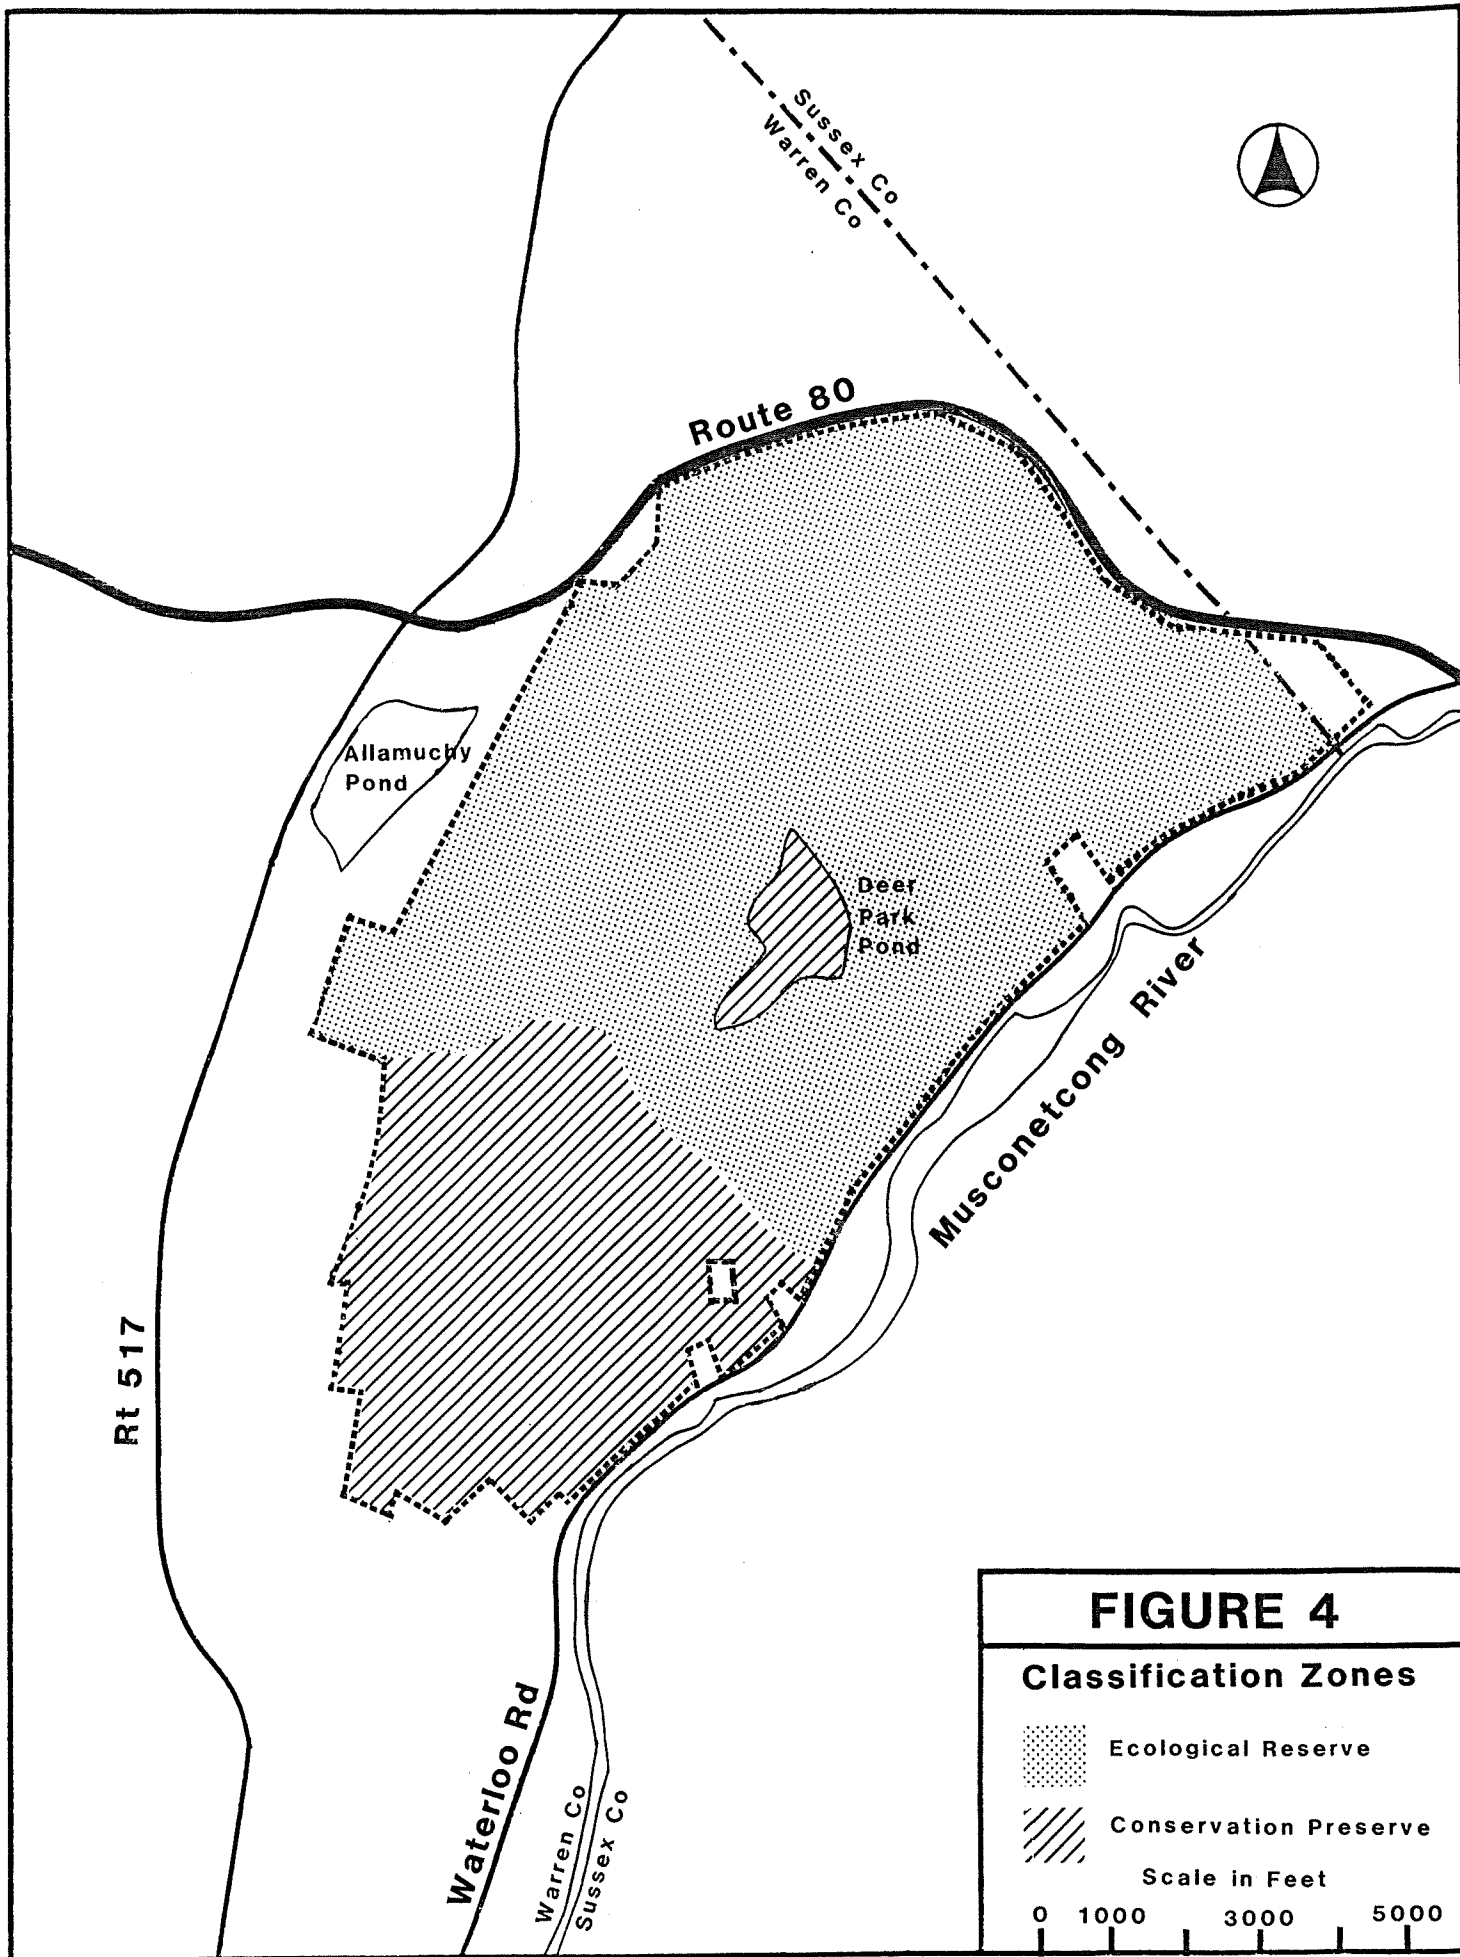 Sussex Co
Warren Co
Route 80
Allamuchy
Pond
Deer
Park
Pond
Musconetcong River
Rt 517
Waterloo Rd
Warren Co
Sussex Co
FIGURE 4
Classification Zones
Ecological Reserve
Conservation Preserve
Scale in Feet
0 1000 3000 5000